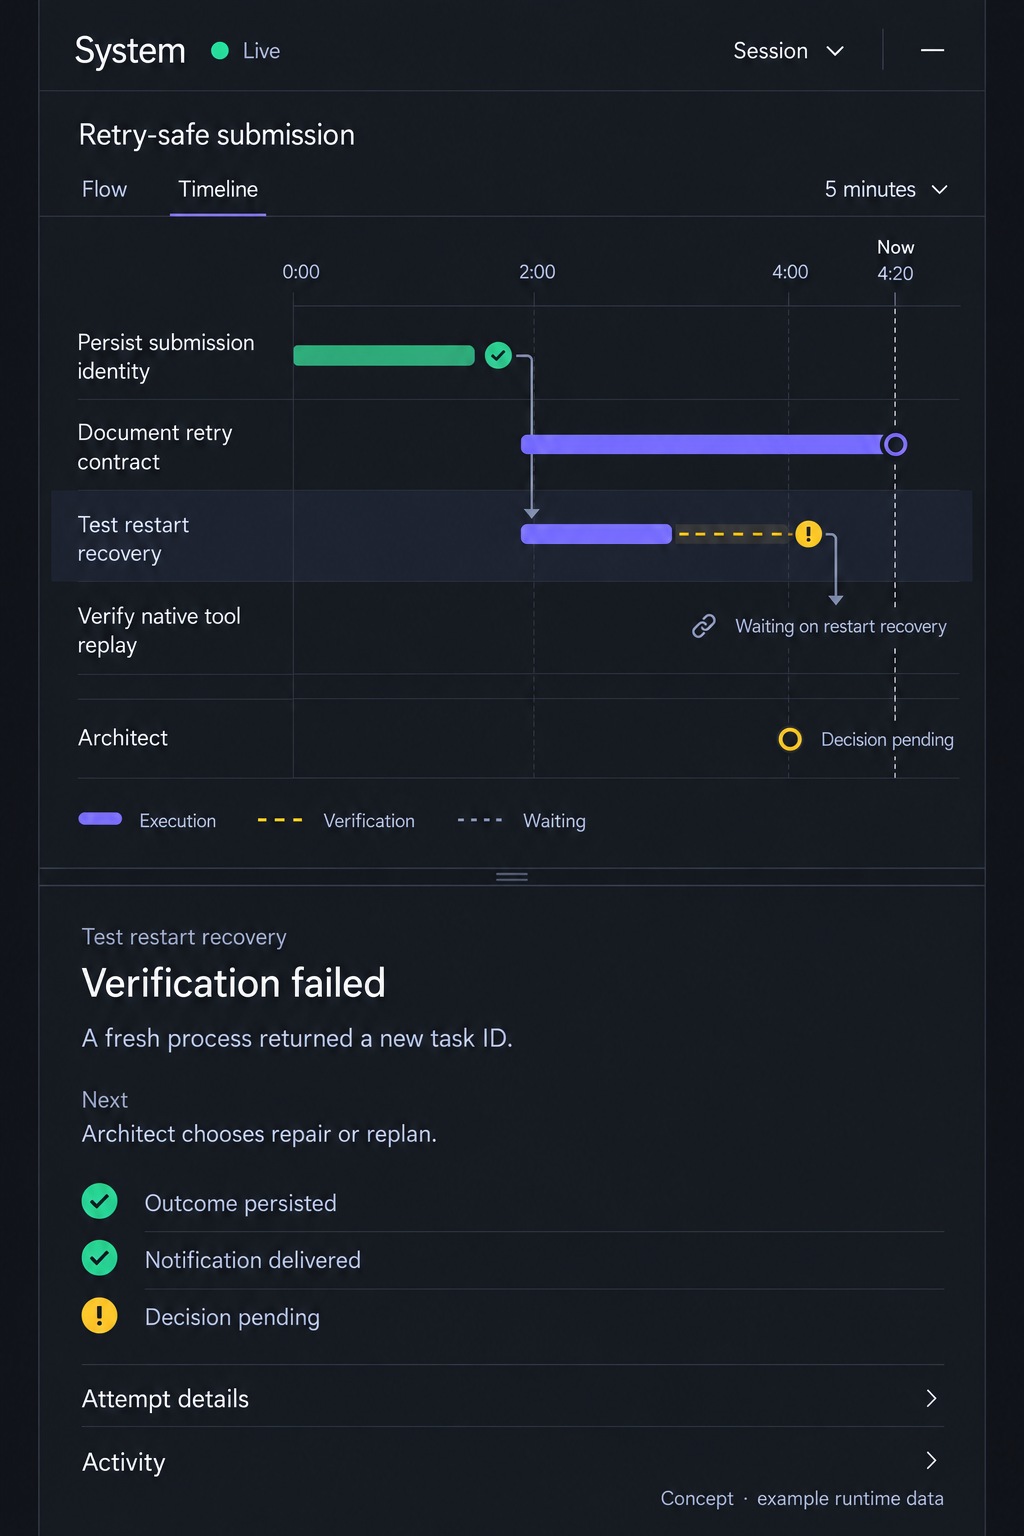 System
Live
Session
Retry-safe submission
Flow
Timeline
5 minutes
Now
0:00
2:00
4:00
4:20
Persist submission
identity
Document retry
contract
Test restart
recovery
Verify native tool
replay
Waiting on restart recovery
Architect
Decision pending
Execution
Verification
Waiting
Test restart recovery
Verification failed
A fresh process returned a new task ID.
Next
Architect chooses repair or replan.
Outcome persisted
Notification delivered
Decision pending
Attempt details
Activity
Concept · example runtime data